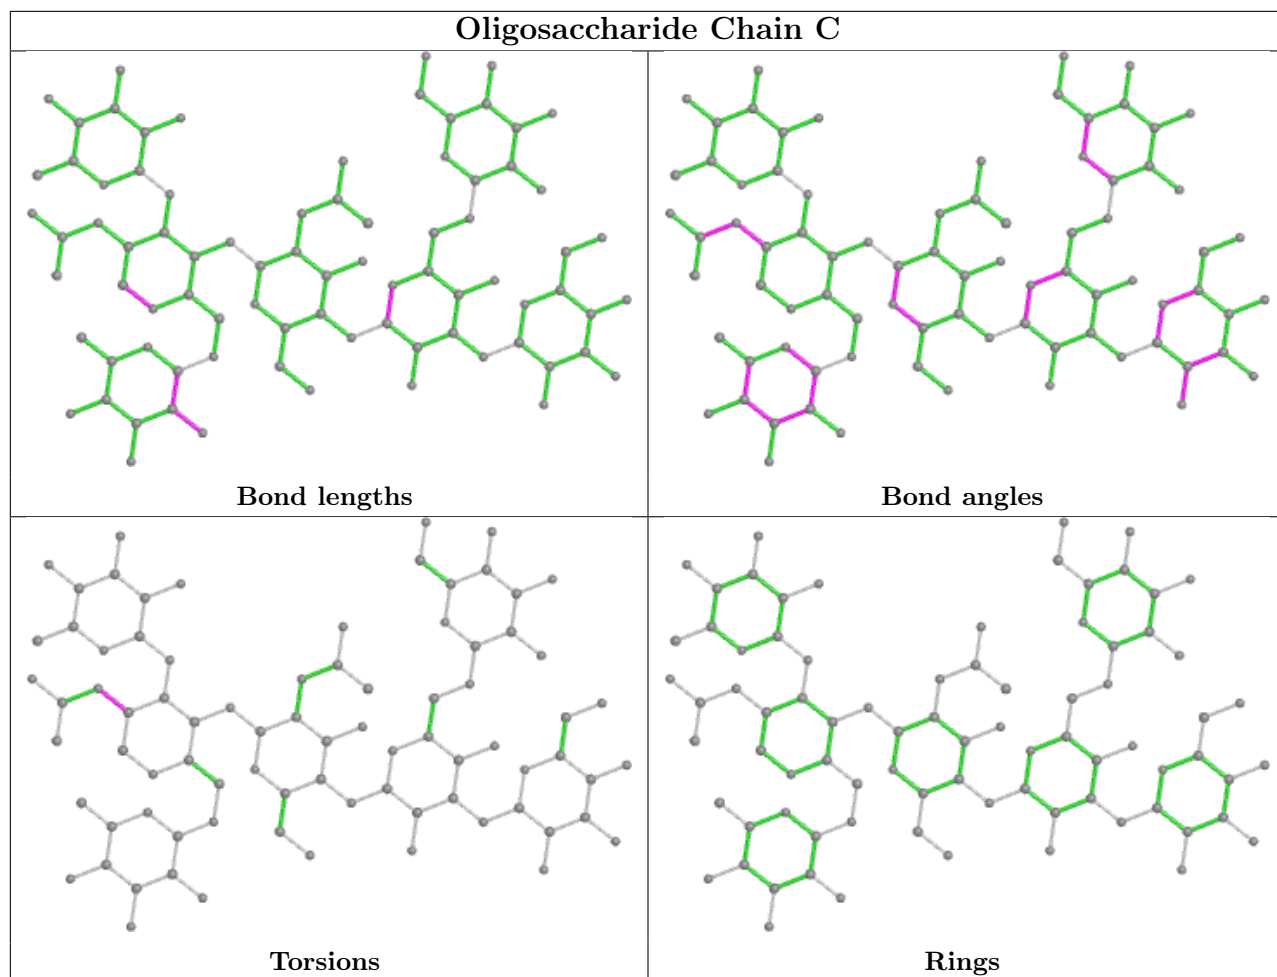 Oligosaccharide Chain C
Bond lengths
Bond angles
Torsions
Rings